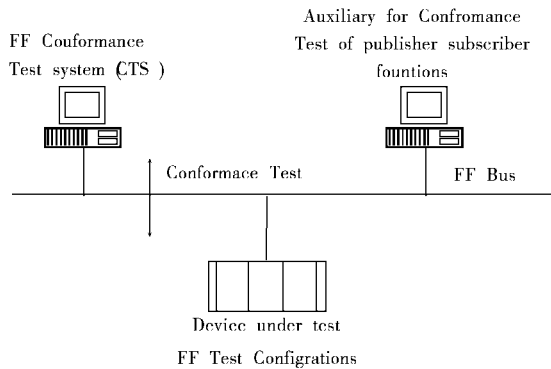 FF Couformance
Test system (CTS )
Auxiliary for Confromance
Test of publisher subscriber
fountions
Conformace Test
FF Bus
Device under test
FF Test Configrations